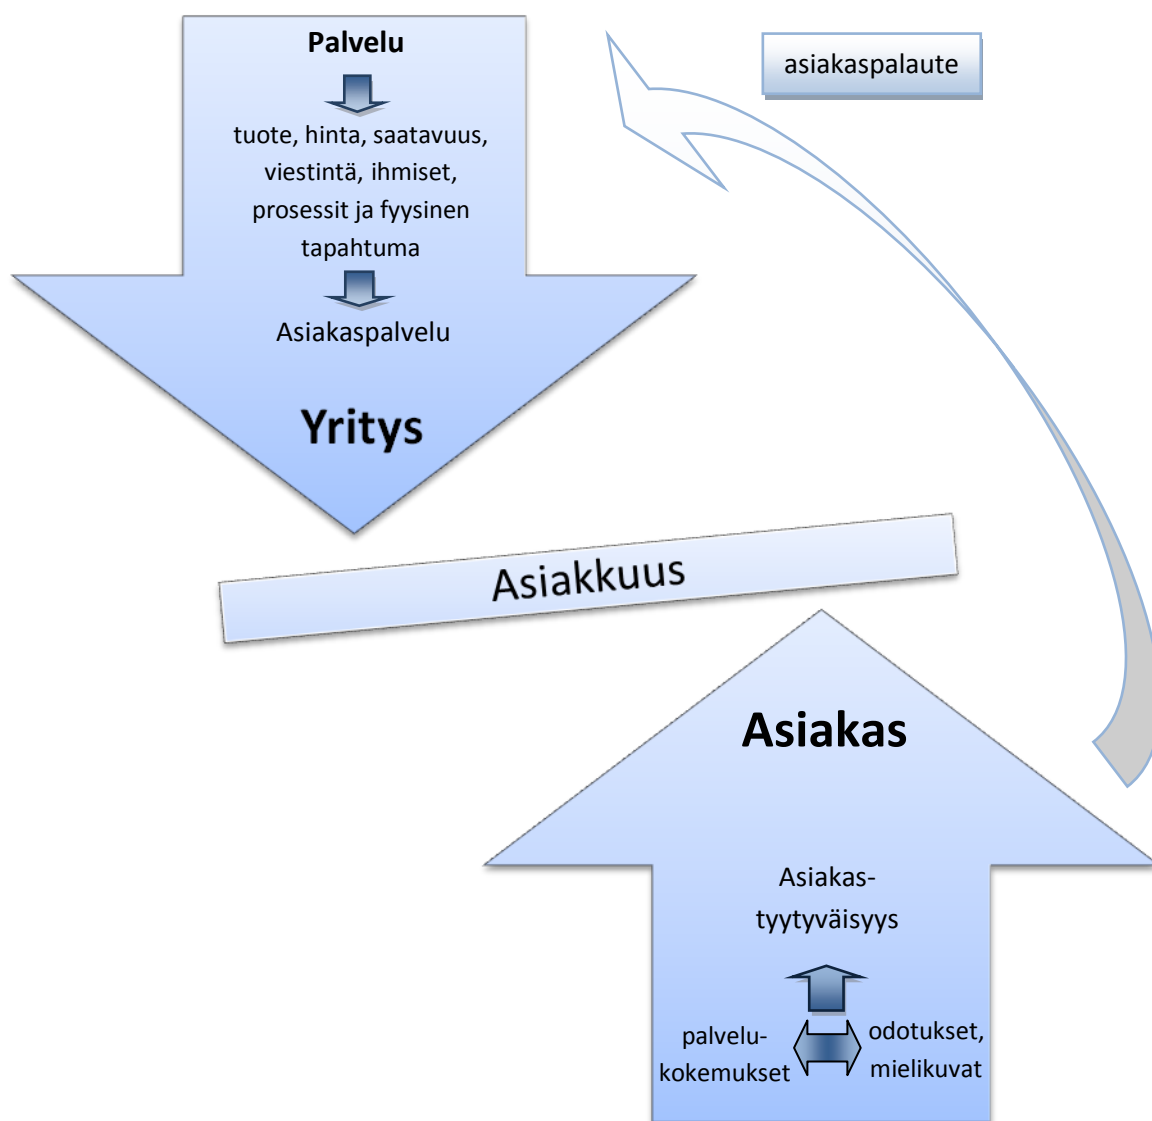 Palvelu
asiakaspalaute
tuote, hinta, saatavuus,
viestintä, ihmiset,
prosessit ja fyysinen
tapahtuma
Asiakaspalvelu
Yritys
Asiakkuus
Asiakas
Asiakas-
tyytyväisyys
palvelu-
kokemukset
odotukset,
mielikuvat